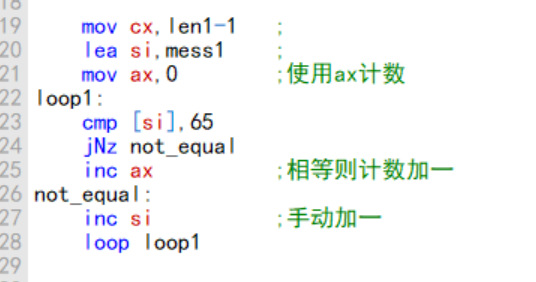 18
19 mov cx,len1-1 ;
20 lea si,mess1 ;
21 mov ax,0 ;使用ax计数
22 loop1:
23 cmp [si],65
24 jNz not_equal
25 inc ax ;相等则计数加一
26 not_equal:
27 inc si ;手动加一
28 loop loop1
29